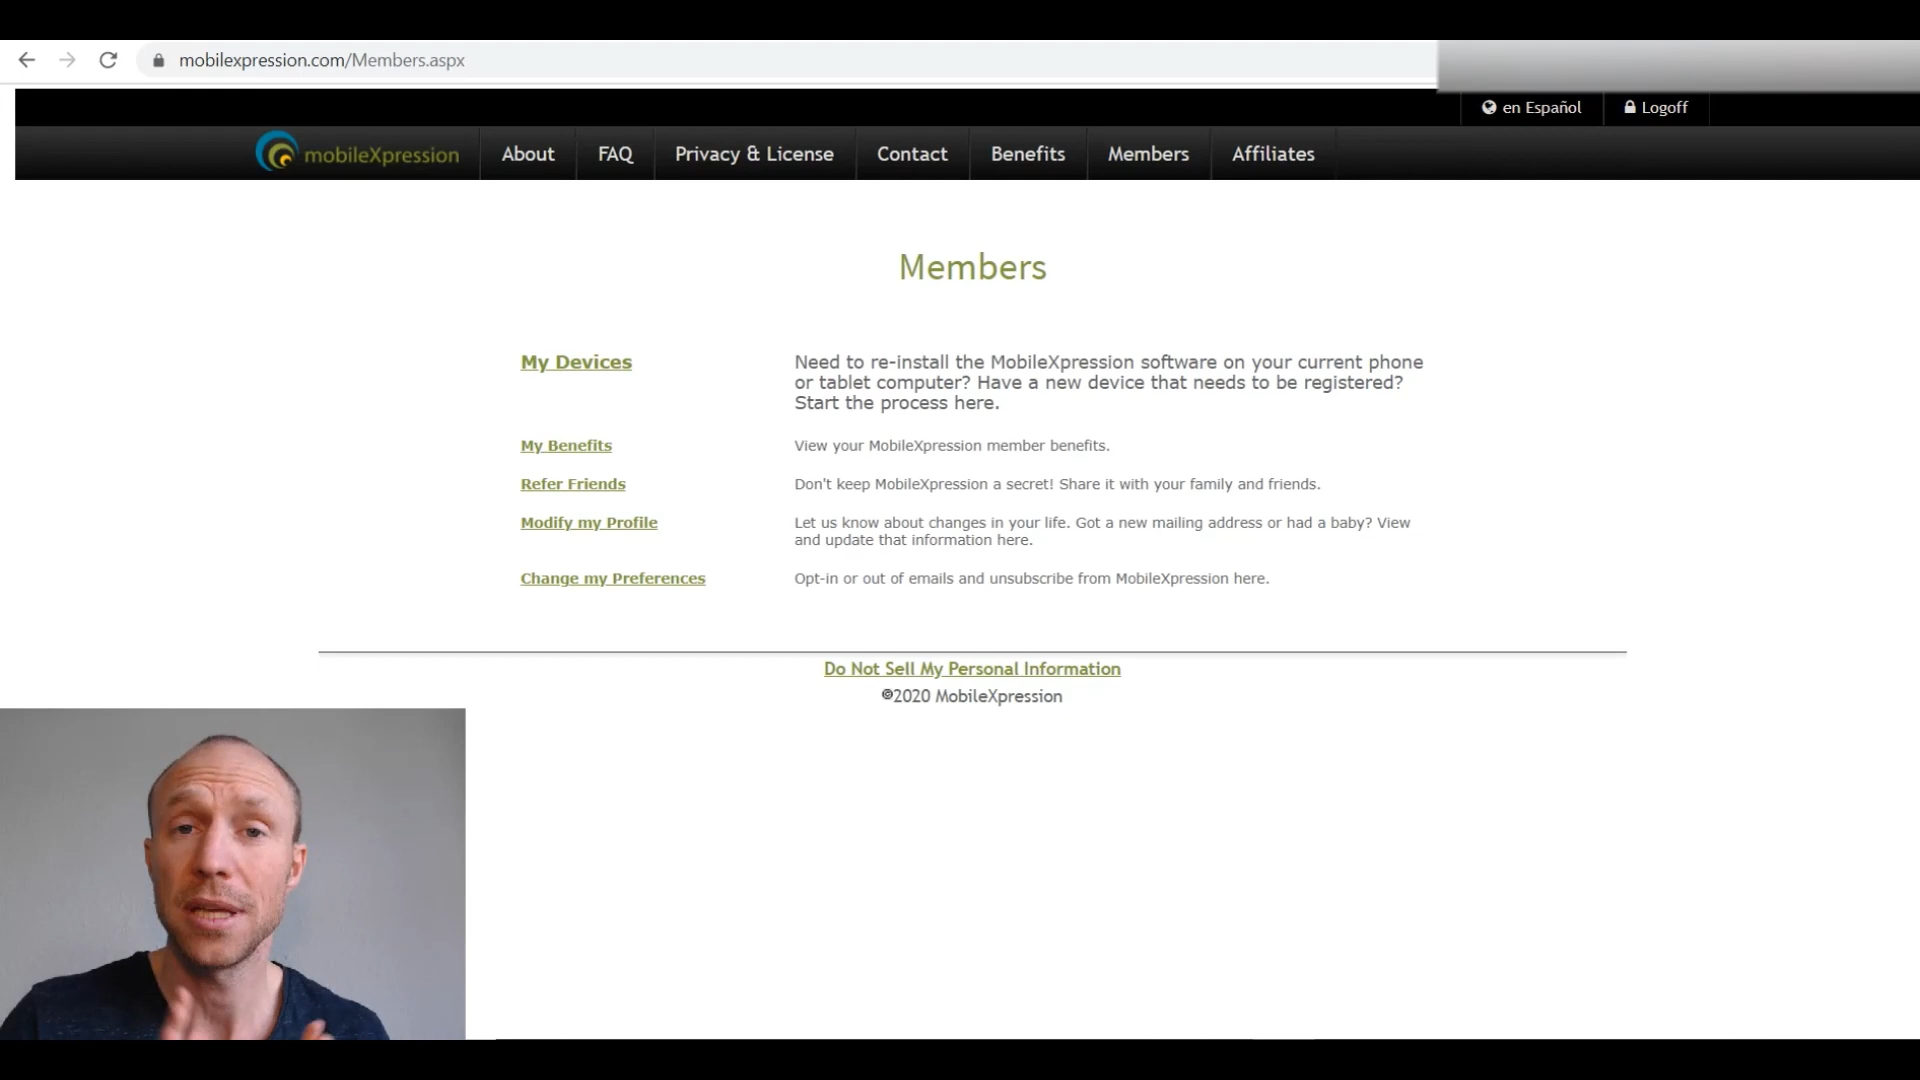 mobilexpression.com/Members.aspx
en Español Logoff
mobileXpression About FAQ Privacy & License Contact Benefits Members Affiliates
Members
My Devices Need to re-install the MobileXpression software on your current phone
or tablet computer? Have a new device that needs to be registered?
Start the process here.
My Benefits View your MobileXpression member benefits.
Refer Friends Don't keep MobileXpression a secret! Share it with your family and friends.
Modify my Profile Let us know about changes in your life. Got a new mailing address or had a baby? View
and update that information here.
Change my Preferences Opt-in or out of emails and unsubscribe from MobileXpression here.
Do Not Sell My Personal Information
©2020 MobileXpression